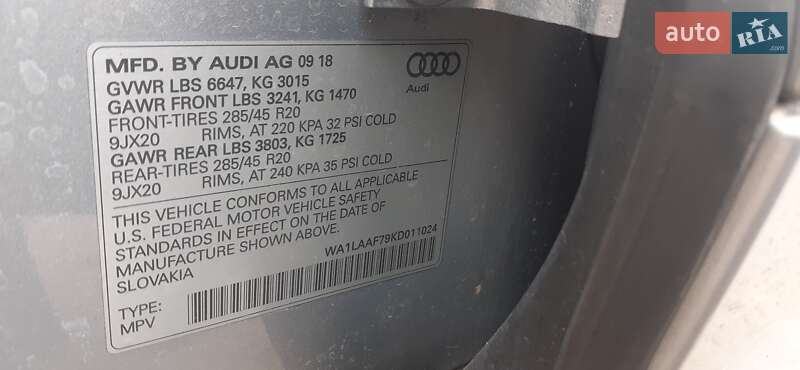 MFD. BY AUDI AG 09 18
GVWR LBS 6647, KG 3015
GAWR FRONT LBS 3241, KG 1470
FRONT-TIRES 285/45 R20
9JX20 RIMS, AT 220 KPA 32 PSI COLD
GAWR REAR LBS 3803, KG 1725
REAR-TIRES 285/45 R20
9JX20 RIMS, AT 240 KPA 35 PSI COLD
THIS VEHICLE CONFORMS TO ALL APPLICABLE
U.S. FEDERAL MOTOR VEHICLE SAFETY
STANDARDS IN EFFECT ON THE DATE OF
MANUFACTURE SHOWN ABOVE.
SLOVAKIA
WA1LAAF79KD011024
TYPE:
MPV
Audi
auto RIA
.com